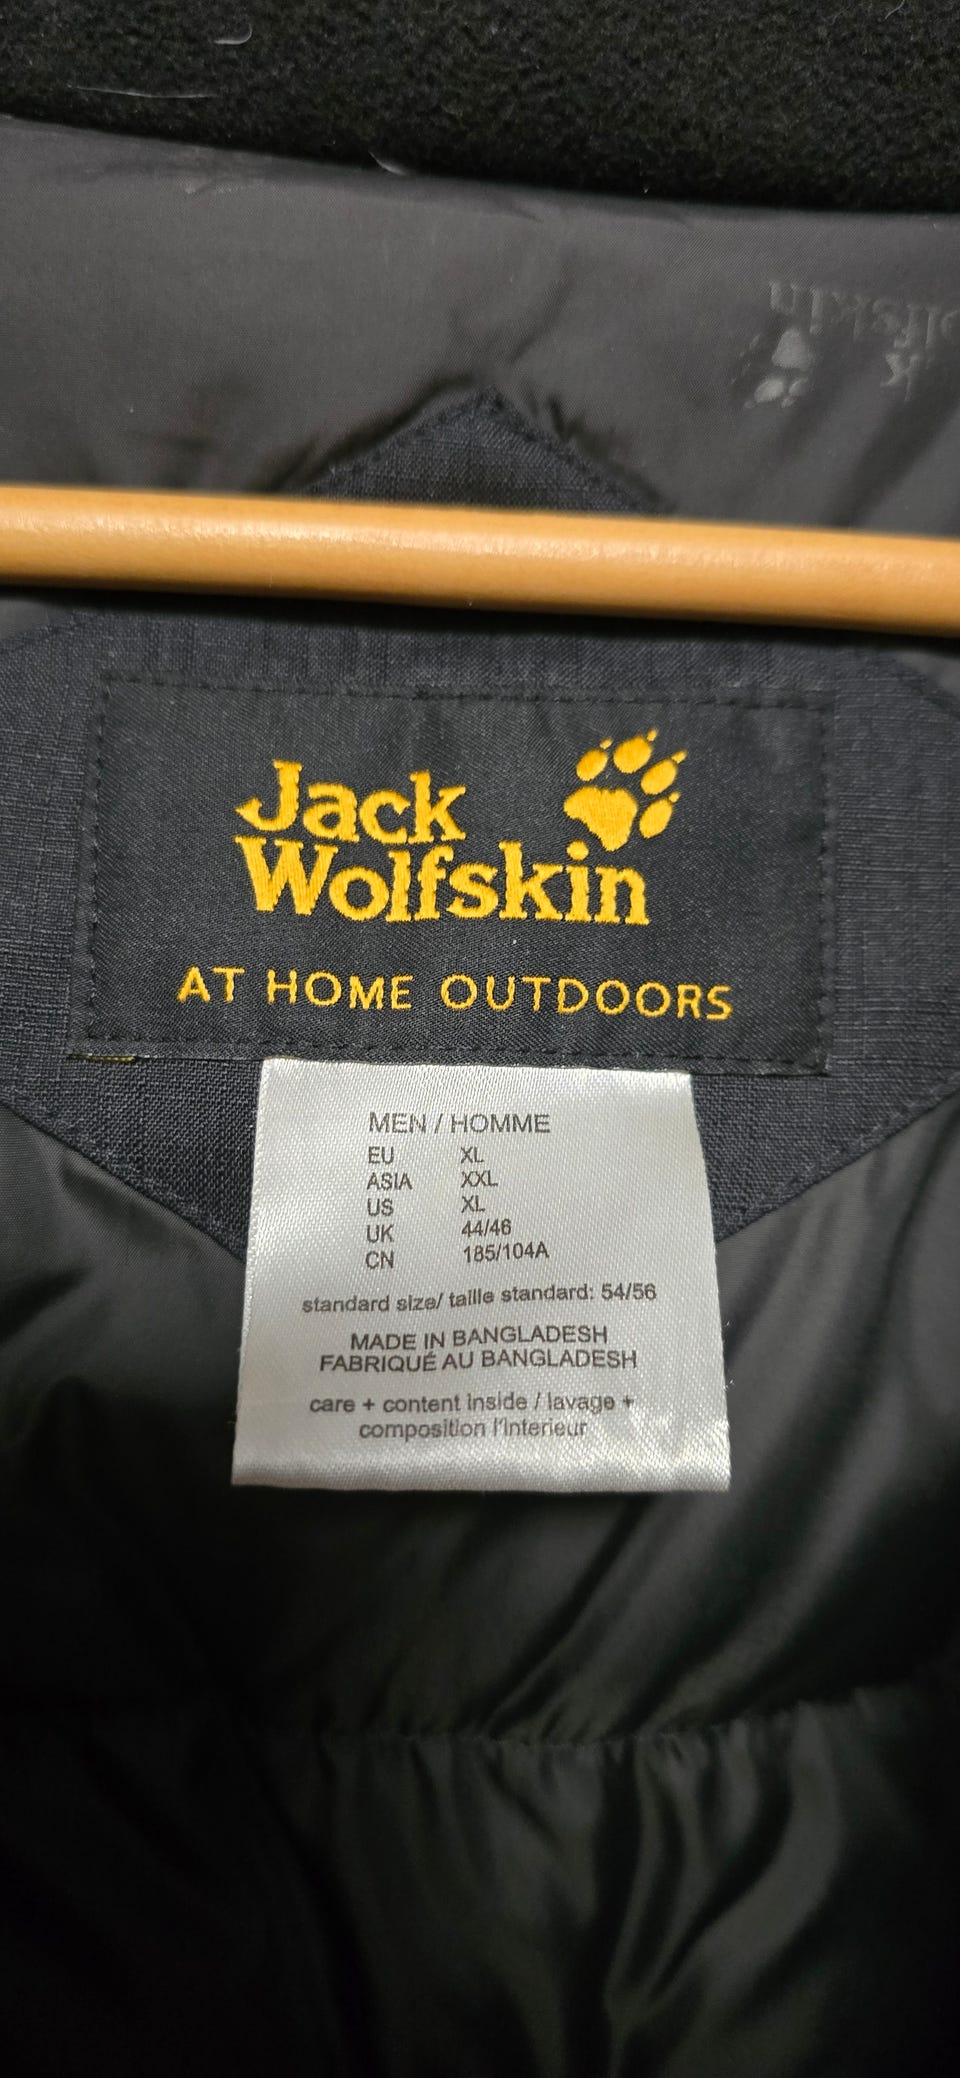 olfskin
k
Jack
Wolfskin
AT HOME OUTDOORS
MEN / HOMME
EU XL
ASIA XXL
US XL
UK 44/46
CN 185/104A
standard size/ taille standard: 54/56
MADE IN BANGLADESH
FABRIQUÉ AU BANGLADESH
care + content inside / lavage +
composition l'interieur